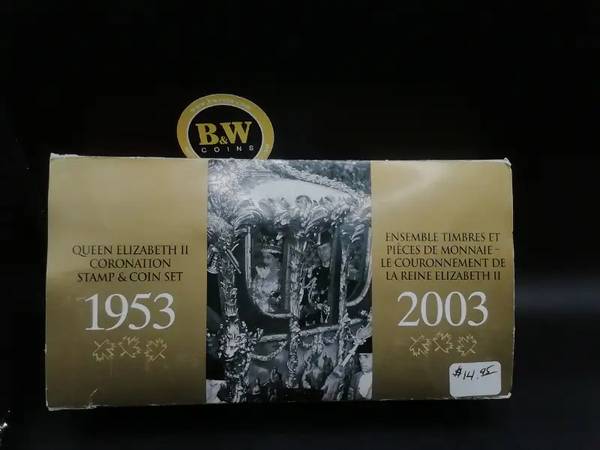 B&W
COINS
QUEEN ELIZABETH II
CORONATION
STAMP & COIN SET
1953
ENSEMBLE TIMBRES ET
PIÈCES DE MONNAIE –
LE COURONNEMENT DE
LA REINE ELIZABETH II
2003
$14.95